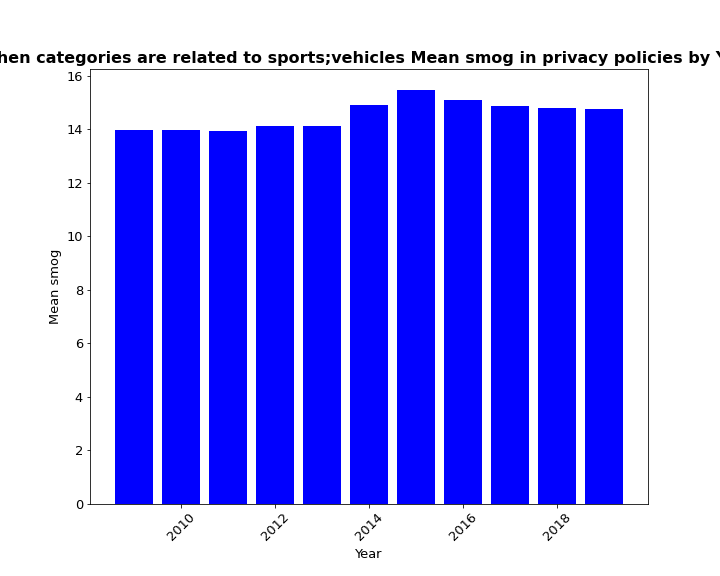 hen categories are related to sports;vehicles Mean smog in privacy policies by Y
16
14
12
10
8
6
4
2
0
Mean smog
2010 2012 2014 2016 2018
Year